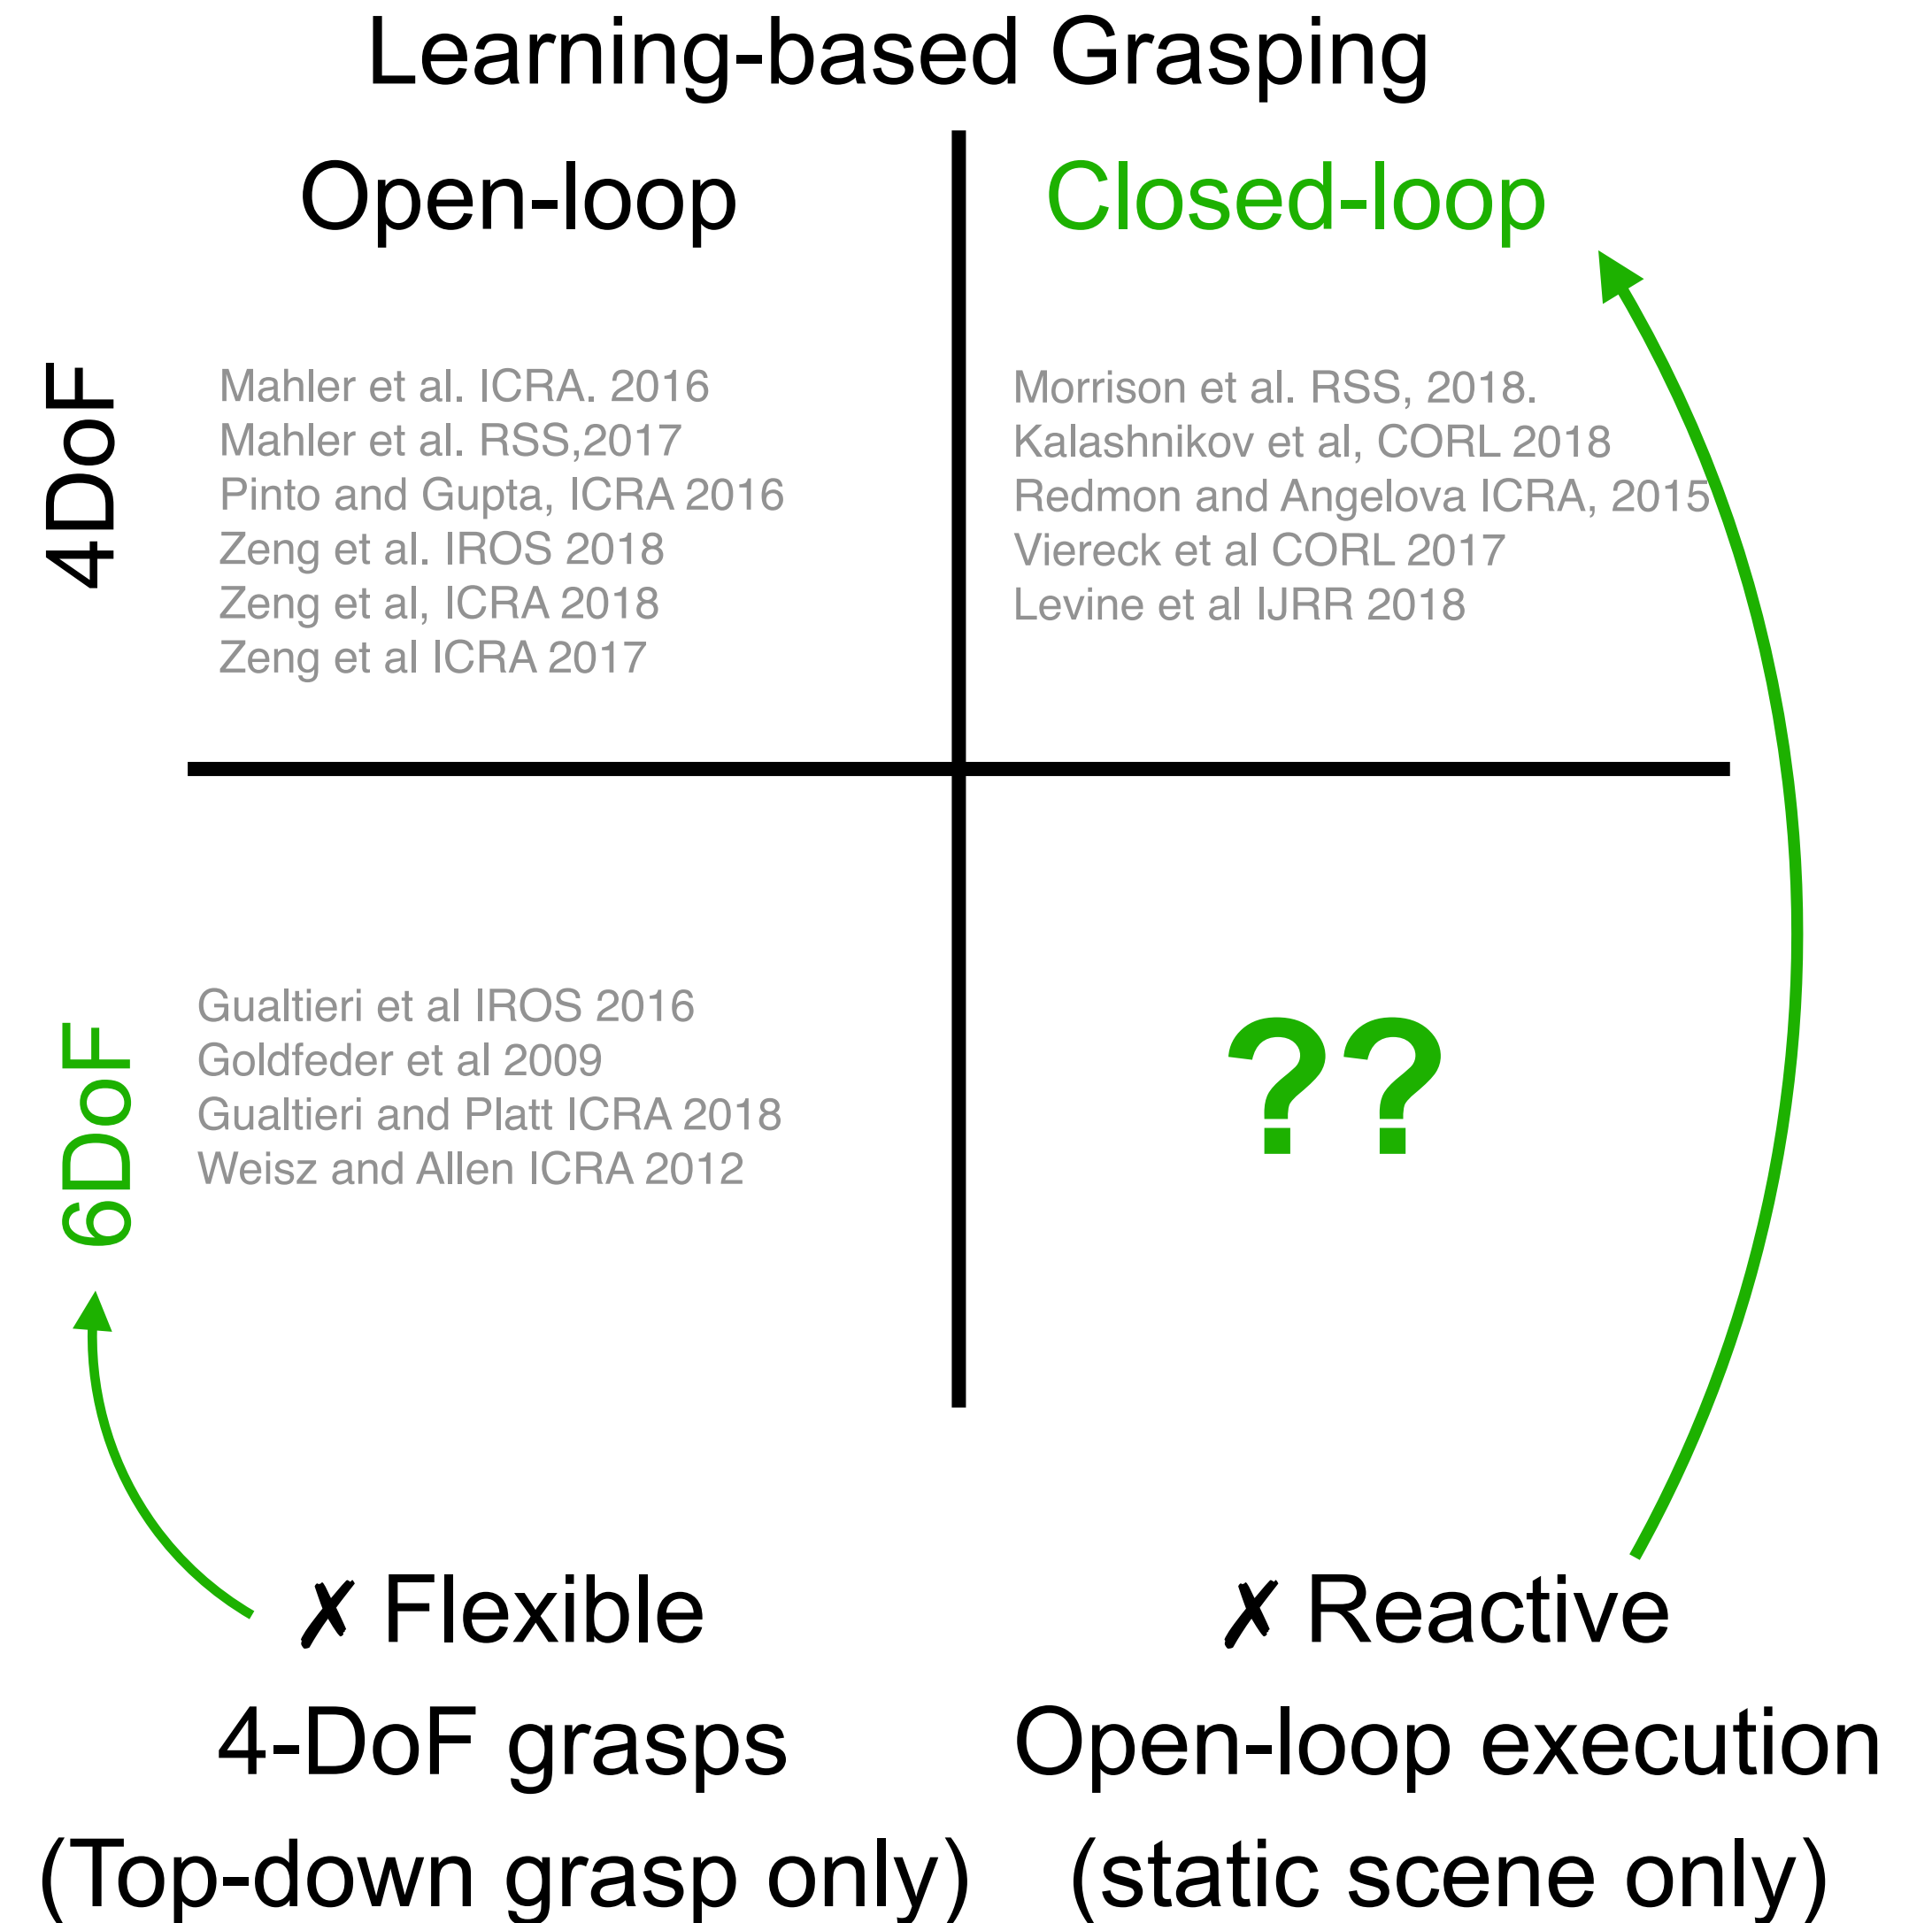 Learning-based Grasping
Open-loop
Closed-loop
4DoF
Mahler et al. ICRA. 2016
Mahler et al. RSS,2017
Pinto and Gupta, ICRA 2016
Zeng et al. IROS 2018
Zeng et al, ICRA 2018
Zeng et al ICRA 2017
Morrison et al. RSS, 2018.
Kalashnikov et al, CORL 2018
Redmon and Angelova ICRA, 2015
Viereck et al CORL 2017
Levine et al IJRR 2018
6DoF
Gualtieri et al IROS 2016
Goldfeder et al 2009
Gualtieri and Platt ICRA 2018
Weisz and Allen ICRA 2012
??
✗ Flexible
4-DoF grasps
(Top-down grasp only)
✗ Reactive
Open-loop execution
(static scene only)